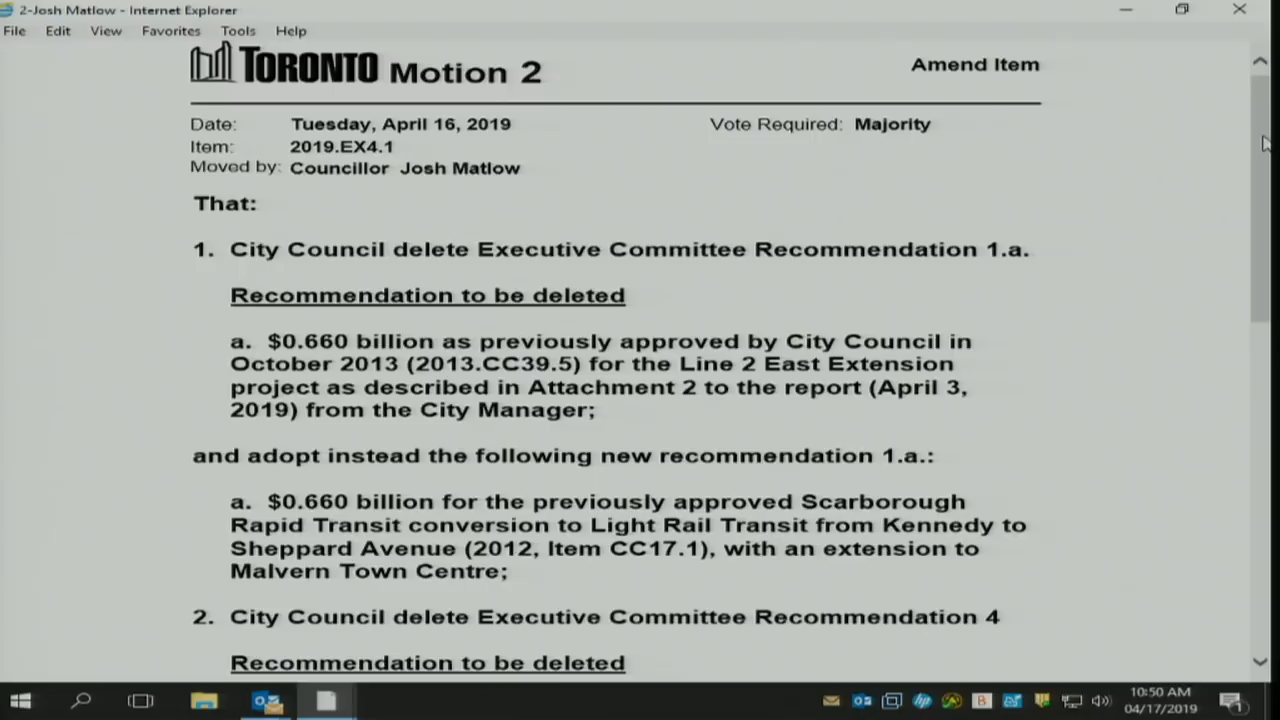 2-Josh Matlow - Internet Explorer
File Edit View Favorites Tools Help
TORONTO Motion 2
Amend Item
Date: Tuesday, April 16, 2019
Vote Required: Majority
Item: 2019.EX4.1
Moved by: Councillor Josh Matlow
That:
1. City Council delete Executive Committee Recommendation 1.a.
Recommendation to be deleted
a. $0.660 billion as previously approved by City Council in
October 2013 (2013.CC39.5) for the Line 2 East Extension
project as described in Attachment 2 to the report (April 3,
2019) from the City Manager;
and adopt instead the following new recommendation 1.a.:
a. $0.660 billion for the previously approved Scarborough
Rapid Transit conversion to Light Rail Transit from Kennedy to
Sheppard Avenue (2012, Item CC17.1), with an extension to
Malvern Town Centre;
2. City Council delete Executive Committee Recommendation 4
Recommendation to be deleted
10:50 AM
04/17/2019